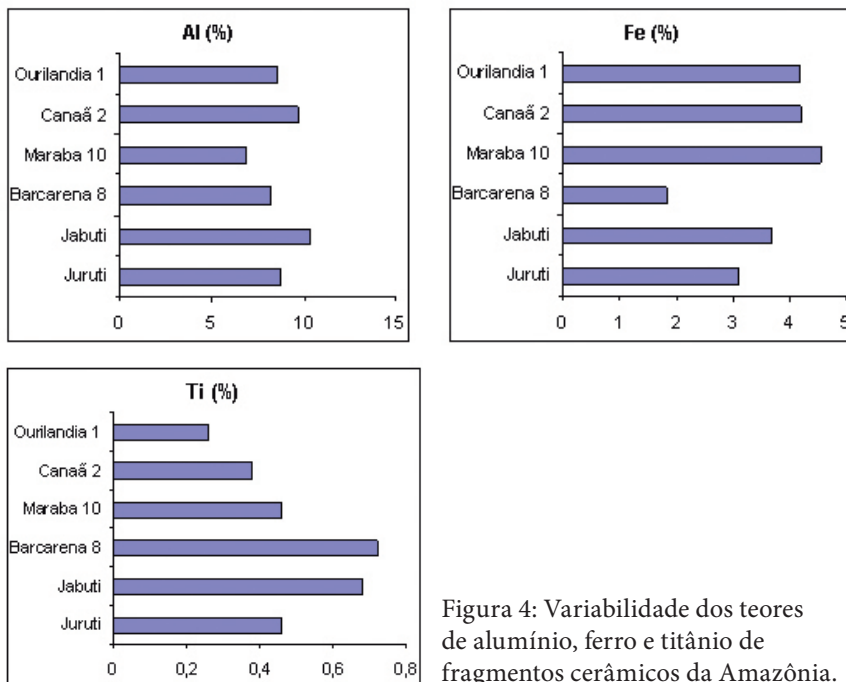 Al (%)
Ourilandia 1
Canaã 2
Maraba 10
Barcarena 8
Jabuti
Juruti
0 5 10 15
Fe (%)
Ourilandia 1
Canaã 2
Maraba 10
Barcarena 8
Jabuti
Juruti
0 1 2 3 4 5
Ti (%)
Ourilandia 1
Canaã 2
Maraba 10
Barcarena 8
Jabuti
Juruti
0 0,2 0,4 0,6 0,8
Figura 4: Variabilidade dos teores
de alumínio, ferro e titânio de
fragmentos cerâmicos da Amazônia.